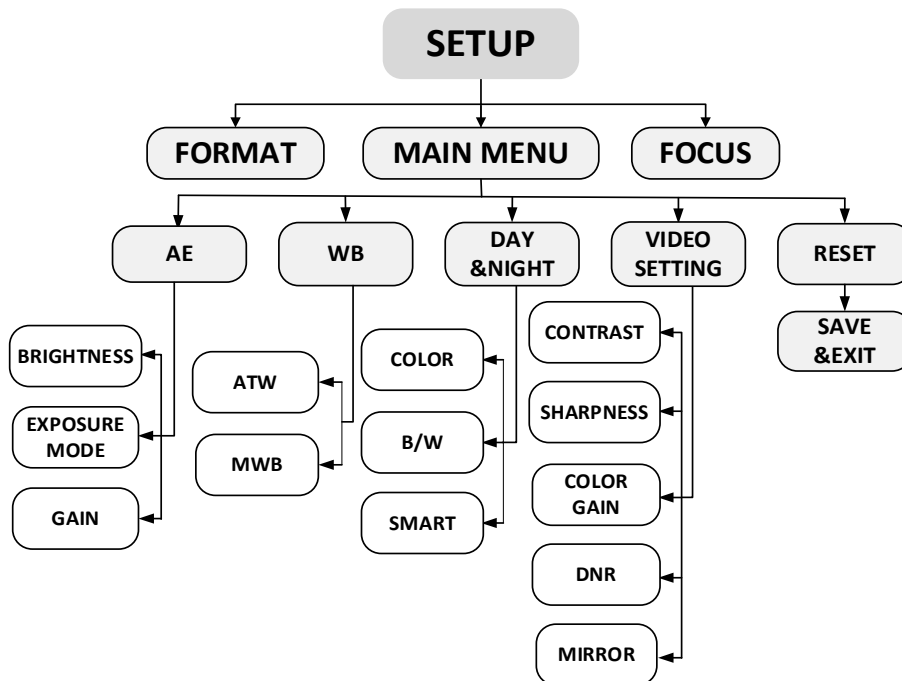 SETUP
FORMAT
MAIN MENU
FOCUS
AE
WB
DAY
&NIGHT
VIDEO
SETTING
RESET
SAVE
&EXIT
BRIGHTNESS
EXPOSURE
MODE
GAIN
ATW
MWB
COLOR
B/W
SMART
CONTRAST
SHARPNESS
COLOR
GAIN
DNR
MIRROR